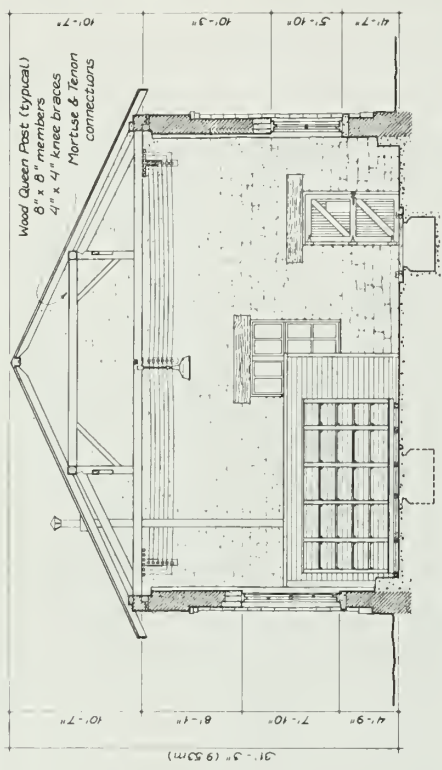 Wood Queen Post (typical)
8" x 8" members
4" x 4" knee braces
Mortise & Tenon
connections
10'-7"
10'-3"
5'-10"
4'-7"
10'-7"
8'-1"
7'-10"
4'-9"
31'-3" (9.53m)